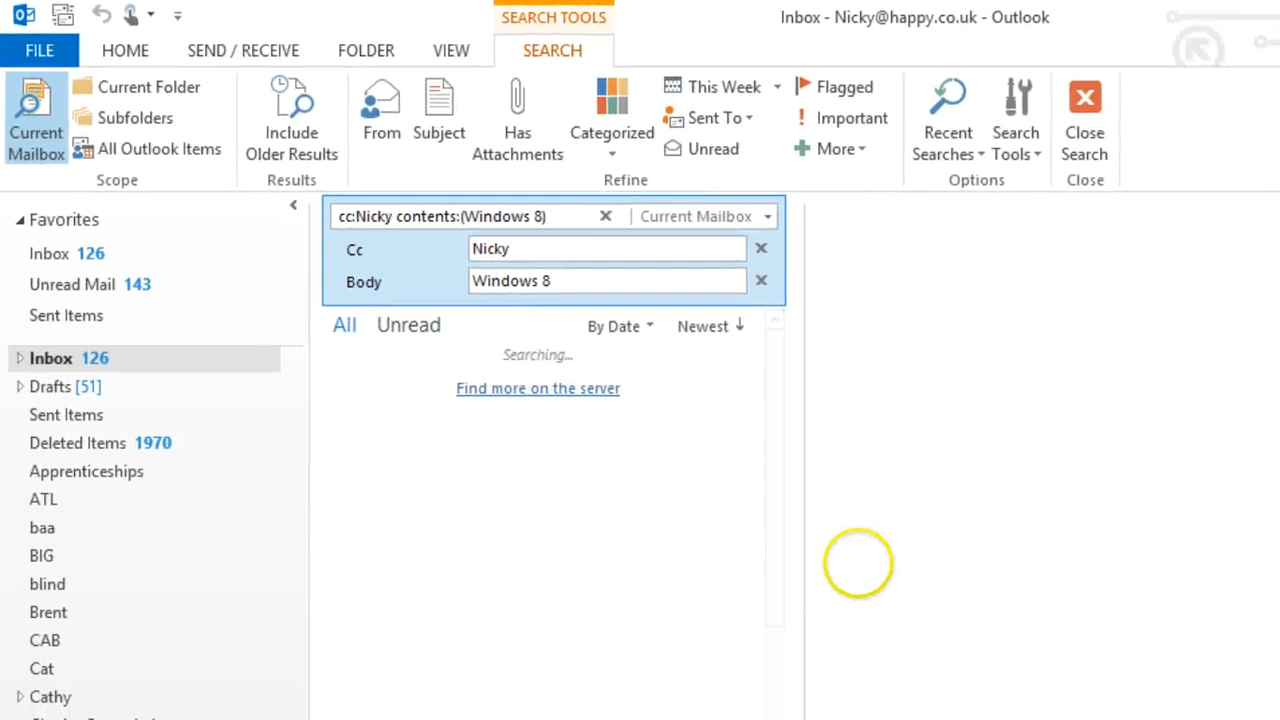 SEARCH TOOLS
Inbox - Nicky@happy.co.uk - Outlook
FILE HOME SEND / RECEIVE FOLDER VIEW SEARCH
Current Mailbox
Current Folder
Subfolders
All Outlook Items
Scope
Include Older Results
Results
From
Subject
Has Attachments
Categorized
This Week
Sent To
Unread
Flagged
Important
More
Refine
Recent Searches
Search Tools
Options
Close Search
Close
Favorites
Inbox 126
Unread Mail 143
Sent Items
Inbox 126
Drafts [51]
Sent Items
Deleted Items 1970
Apprenticeships
ATL
baa
BIG
blind
Brent
CAB
Cat
Cathy
cc:Nicky contents:(Windows 8) Current Mailbox
Cc Nicky
Body Windows 8
All Unread By Date Newest
Searching...
Find more on the server